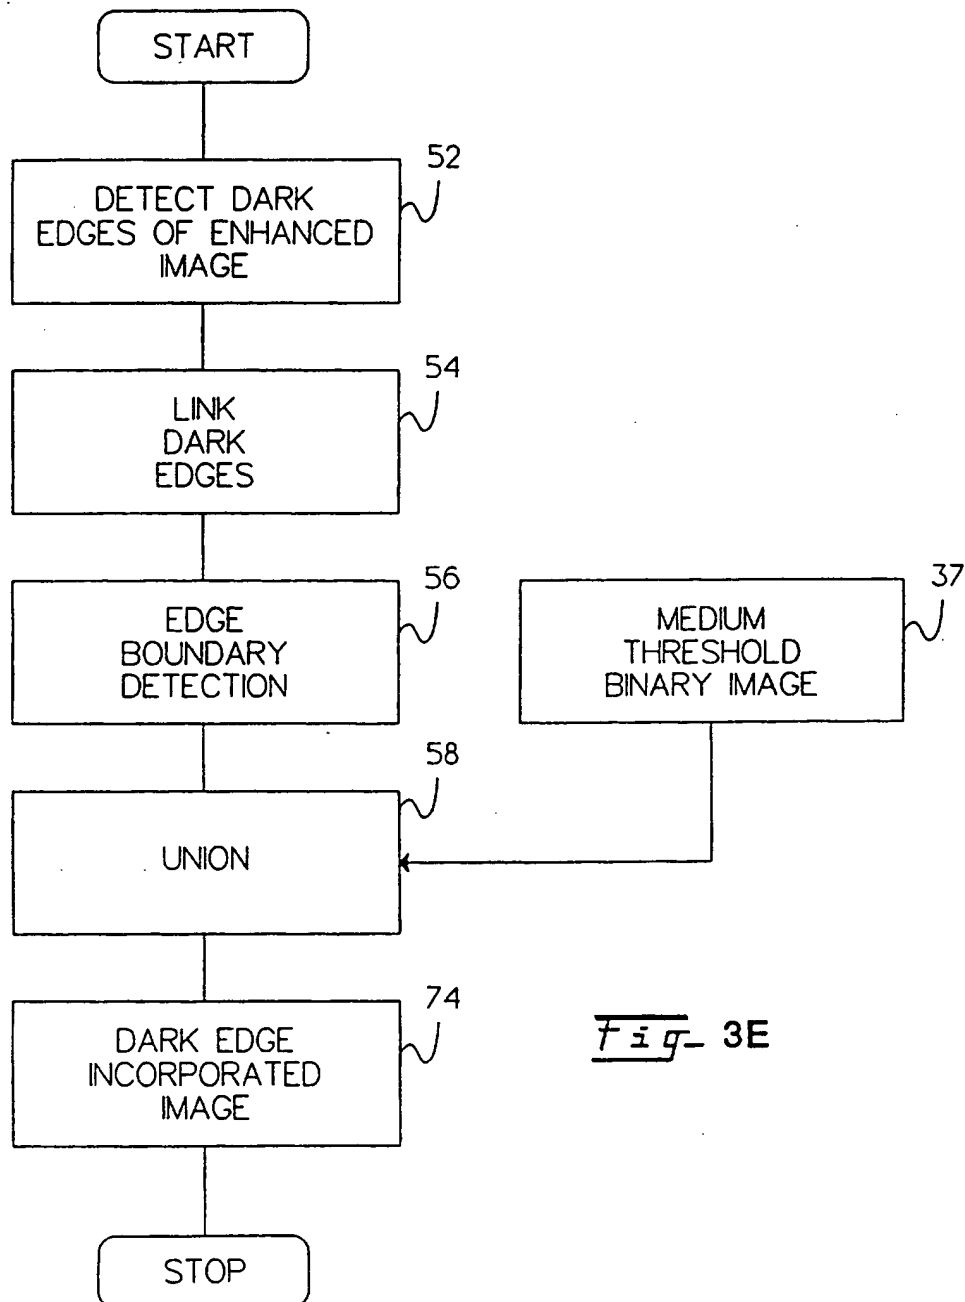 START
52
DETECT DARK
EDGES OF ENHANCED
IMAGE
54
LINK
DARK
EDGES
56
EDGE
BOUNDARY
DETECTION
37
MEDIUM
THRESHOLD
BINARY IMAGE
58
UNION
74
DARK EDGE
INCORPORATED
IMAGE
Fig- 3E
STOP